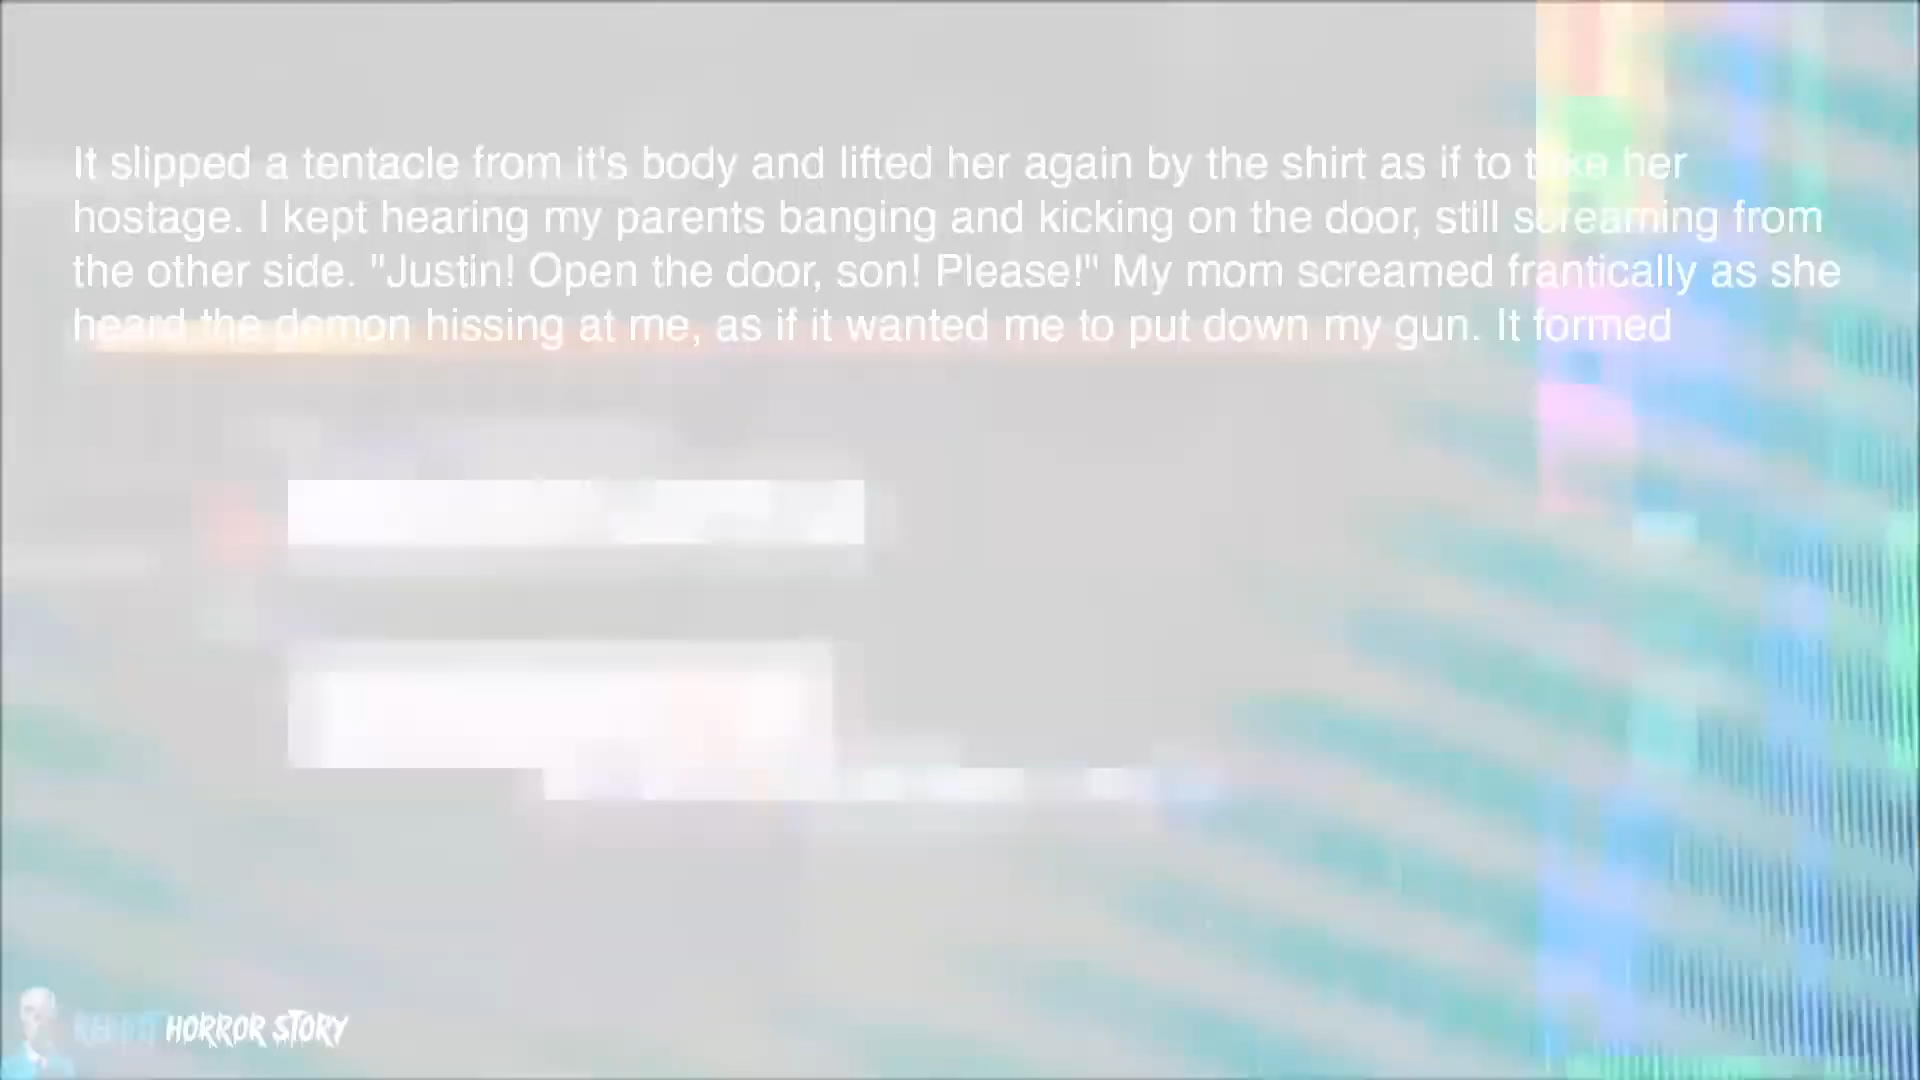 It slipped a tentacle from it's body and lifted her again by the shirt as if to take her
hostage. I kept hearing my parents banging and kicking on the door, still screaming from
the other side. "Justin! Open the door, son! Please!" My mom screamed frantically as she
heard the demon hissing at me, as if it wanted me to put down my gun. It formed
REDDIT HORROR STORY